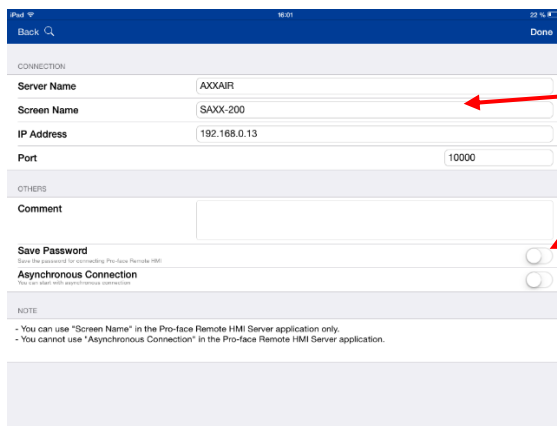 iPad 16:01 22 %
Back Done
CONNECTION
Server Name AXXAIR
Screen Name SAXX-200
IP Address 192.168.0.13
Port 10000
OTHERS
Comment
Save Password
Save the password for connecting Pro-face Remote HMI
Asynchronous Connection
You can start with asynchronous connection
NOTE
- You can use "Screen Name" in the Pro-face Remote HMI Server application only.
- You cannot use "Asynchronous Connection" in the Pro-face Remote HMI Server application.